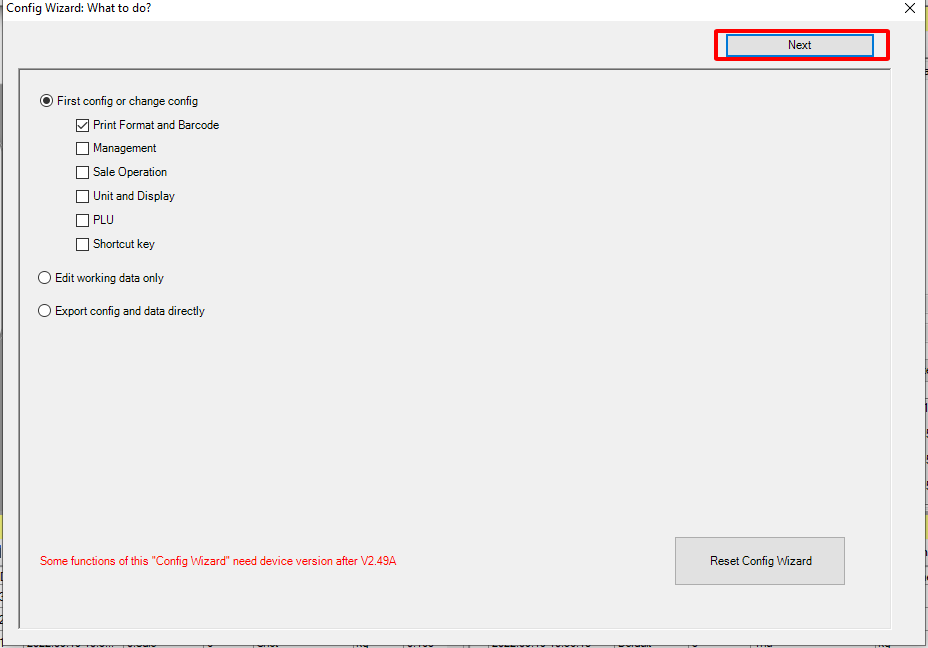 Config Wizard: What to do?
Next
First config or change config
Print Format and Barcode
Management
Sale Operation
Unit and Display
PLU
Shortcut key
Edit working data only
Export config and data directly
Some functions of this "Config Wizard" need device version after V2.49A
Reset Config Wizard